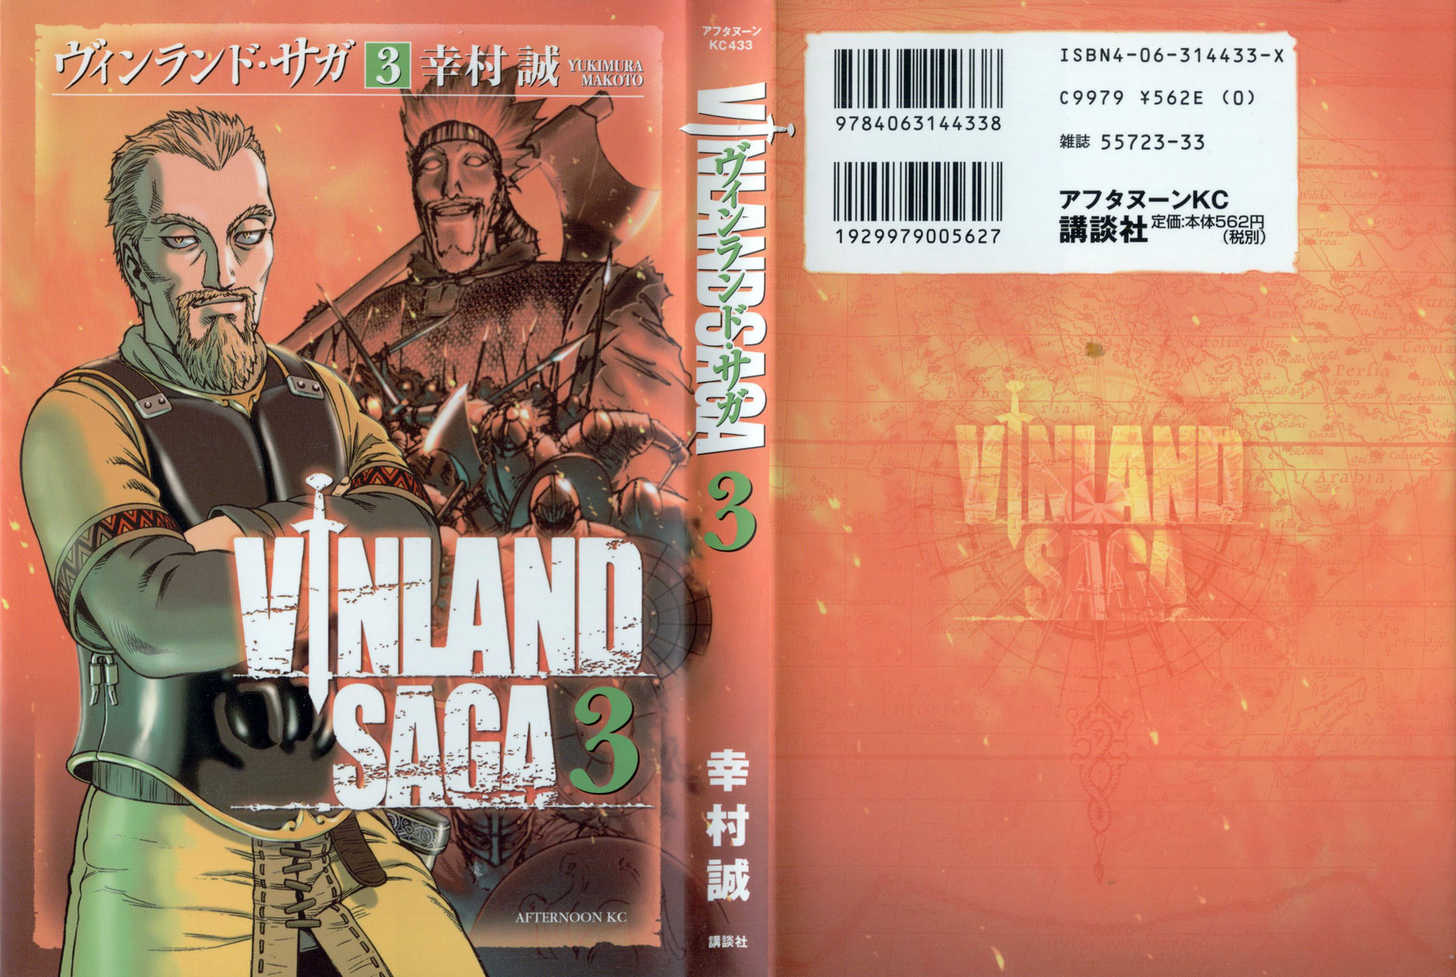 ヴィンランド・サガ 3 幸村 誠 YUKIMURA
MAKOTO
VINLAND
SAGA 3
AFTERNOON KC
アフタヌーン
KC433
VINLANDSAGA
ヴィンランド・サガ
3
幸村誠
講談社
9784063144338
1929979005627
ISBN4-06-314433-X
C9979 ¥562E (0)
雑誌 55723-33
アフタヌーンKC
講談社 定価:本体562円
(税別)
VINLAND
SAGA
Persia
Arabia